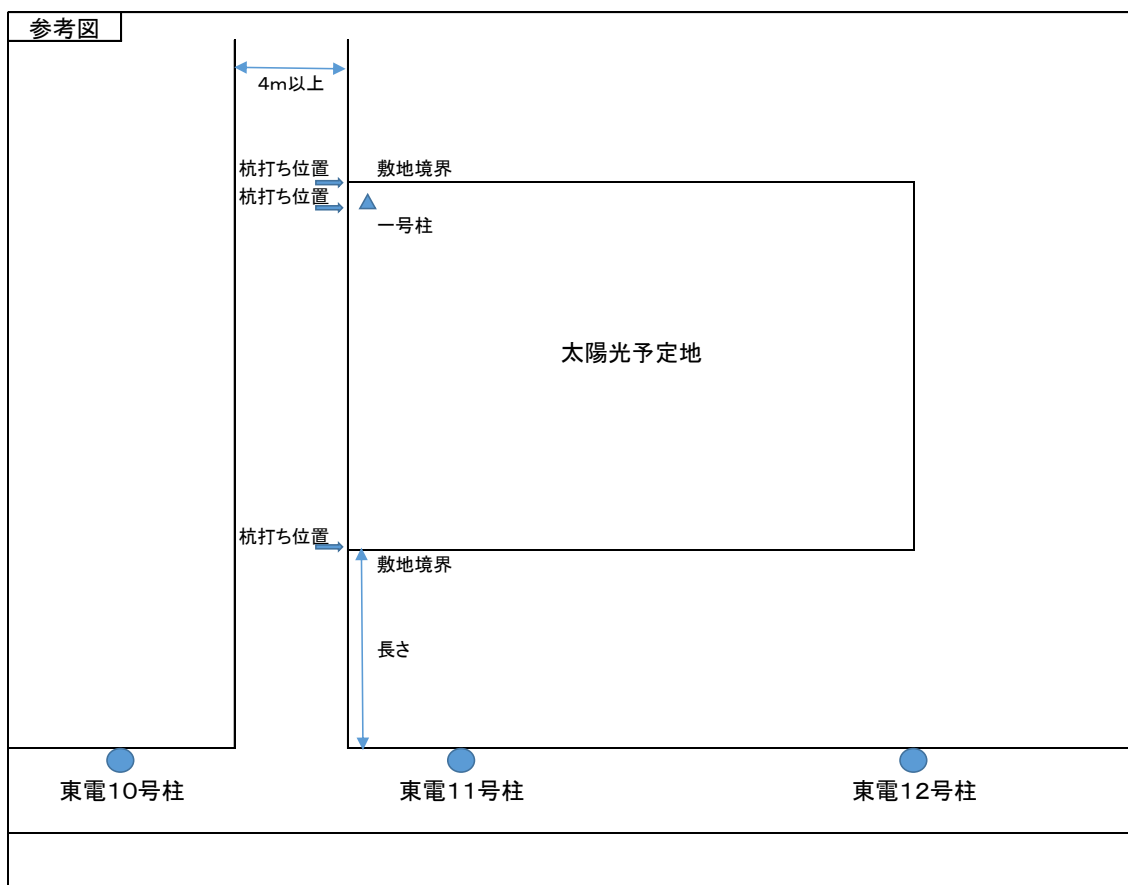 参考図
4m以上
杭打ち位置
敷地境界
杭打ち位置
一号柱
太陽光予定地
杭打ち位置
敷地境界
長さ
東電10号柱
東電11号柱
東電12号柱